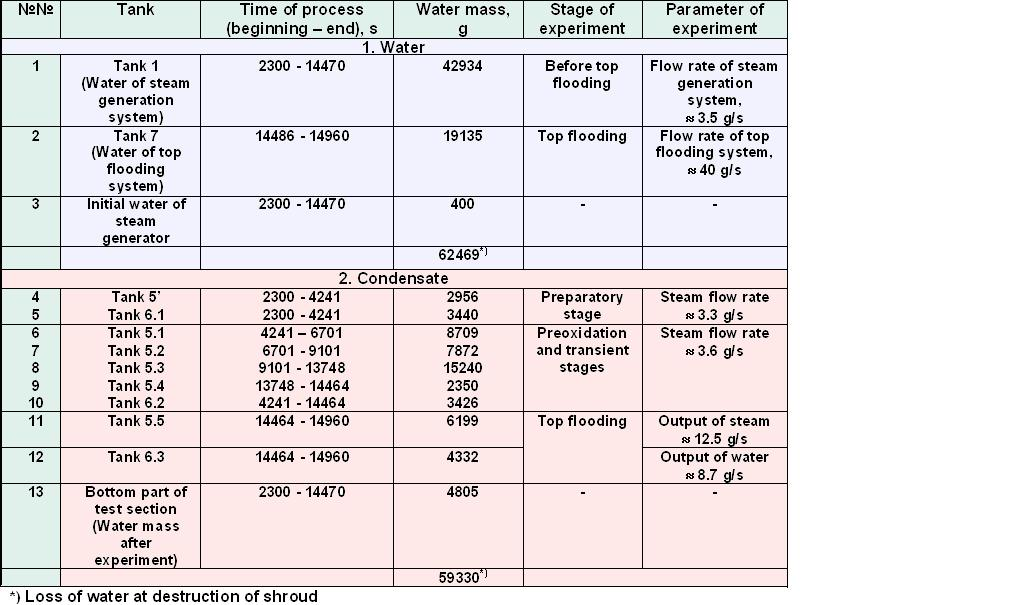 №№ Tank Time of process (beginning – end), s Water mass, g Stage of experiment Parameter of experiment
1. Water
1 Tank 1 (Water of steam generation system) 2300 - 14470 42934 Before top flooding Flow rate of steam generation system, ≈ 3.5 g/s
2 Tank 7 (Water of top flooding system) 14486 - 14960 19135 Top flooding Flow rate of top flooding system, ≈ 40 g/s
3 Initial water of steam generator 2300 - 14470 400 - -
62469*)
2. Condensate
4 Tank 5’ 2300 - 4241 2956 Preparatory stage Steam flow rate ≈ 3.3 g/s
5 Tank 6.1 2300 - 4241 3440
6 Tank 5.1 4241 – 6701 8709 Preoxidation and transient stages Steam flow rate ≈ 3.6 g/s
7 Tank 5.2 6701 - 9101 7872
8 Tank 5.3 9101 - 13748 15240
9 Tank 5.4 13748 - 14464 2350
10 Tank 6.2 4241 - 14464 3426
11 Tank 5.5 14464 - 14960 6199 Top flooding Output of steam ≈ 12.5 g/s
12 Tank 6.3 14464 - 14960 4332 Output of water ≈ 8.7 g/s
13 Bottom part of test section (Water mass after experiment) 2300 - 14470 4805 - -
59330*)
*) Loss of water at destruction of shroud